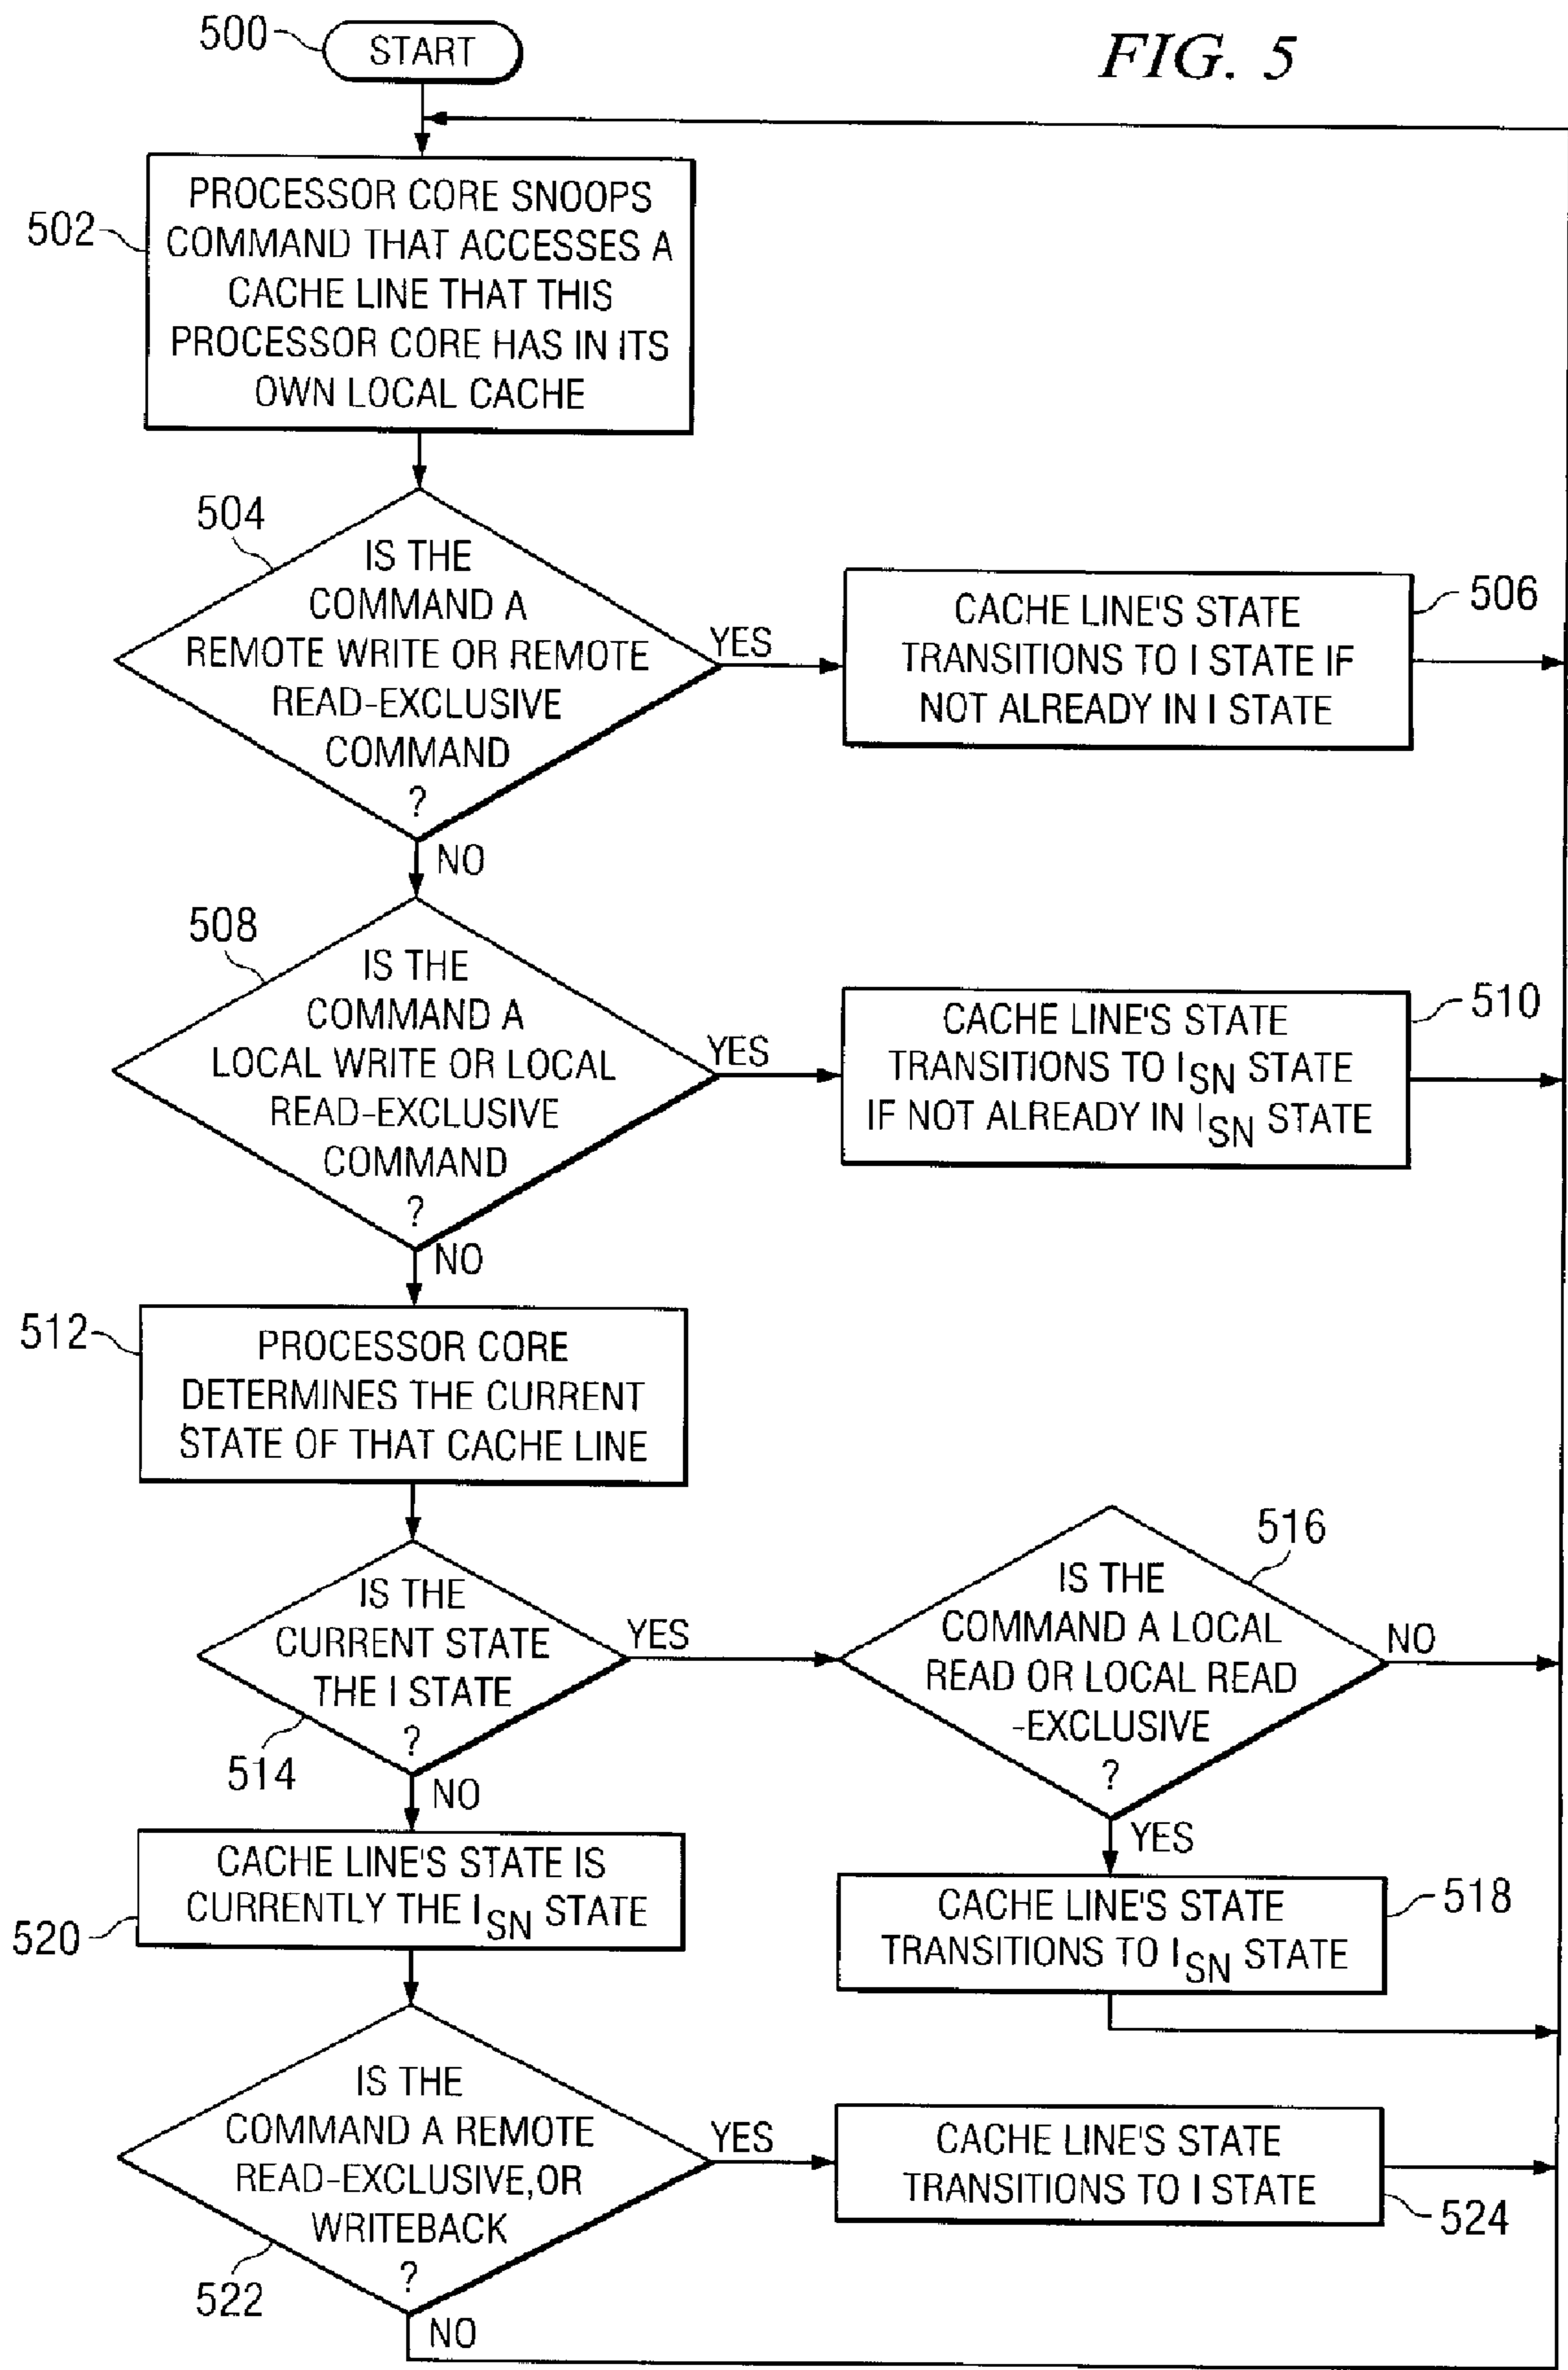 FIG. 5
500
START
502
PROCESSOR CORE SNOOPS
COMMAND THAT ACCESSES A
CACHE LINE THAT THIS
PROCESSOR CORE HAS IN ITS
OWN LOCAL CACHE
504
IS THE
COMMAND A
REMOTE WRITE OR REMOTE
READ-EXCLUSIVE
COMMAND
?
YES
NO
CACHE LINE'S STATE
TRANSITIONS TO I STATE IF
NOT ALREADY IN I STATE
506
508
IS THE
COMMAND A
LOCAL WRITE OR LOCAL
READ-EXCLUSIVE
COMMAND
?
YES
NO
CACHE LINE'S STATE
TRANSITIONS TO ISN STATE
IF NOT ALREADY IN ISN STATE
510
512
PROCESSOR CORE
DETERMINES THE CURRENT
STATE OF THAT CACHE LINE
IS THE
CURRENT STATE
THE I STATE
?
514
YES
NO
516
IS THE
COMMAND A LOCAL
READ OR LOCAL READ
-EXCLUSIVE
?
NO
YES
CACHE LINE'S STATE
TRANSITIONS TO ISN STATE
518
CACHE LINE'S STATE IS
CURRENTLY THE ISN STATE
520
IS THE
COMMAND A REMOTE
READ-EXCLUSIVE,OR
WRITEBACK
?
522
YES
NO
CACHE LINE'S STATE
TRANSITIONS TO I STATE
524